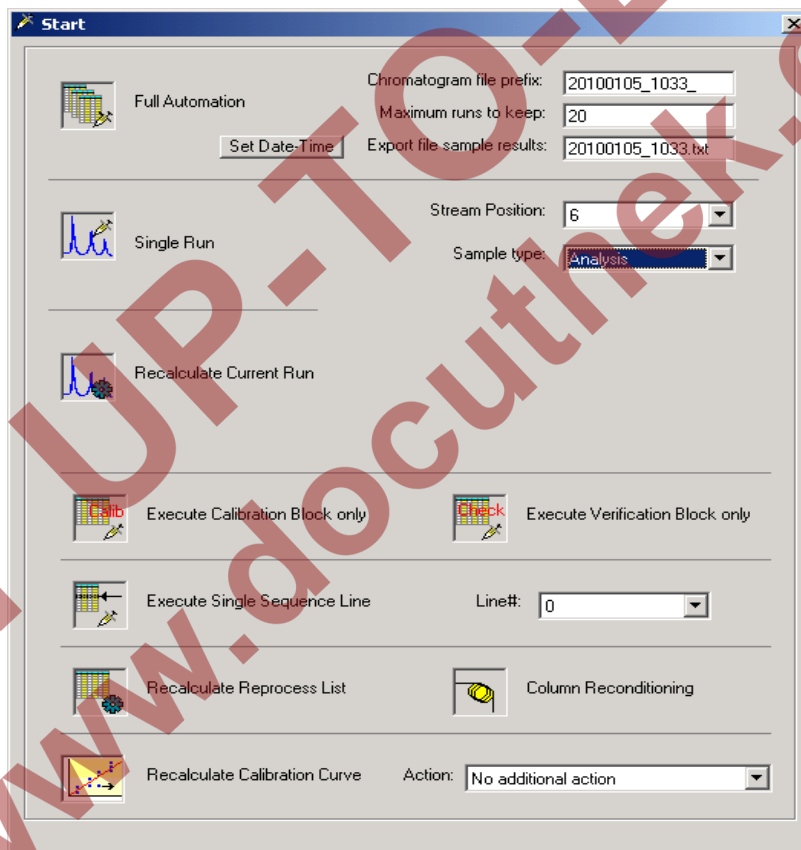 Start
Full Automation
Chromatogram file prefix: 20100105_1033_
Maximum runs to keep: 20
Set Date-Time
Export file sample results: 20100105_1033.txt
Single Run
Stream Position: 6
Sample type: Analysis
Recalculate Current Run
Calib
Execute Calibration Block only
Check
Execute Verification Block only
Execute Single Sequence Line
Line#: 0
Recalculate Reprocess List
Column Reconditioning
Recalculate Calibration Curve
Action: No additional action
UP-TO-
www.docuthek.